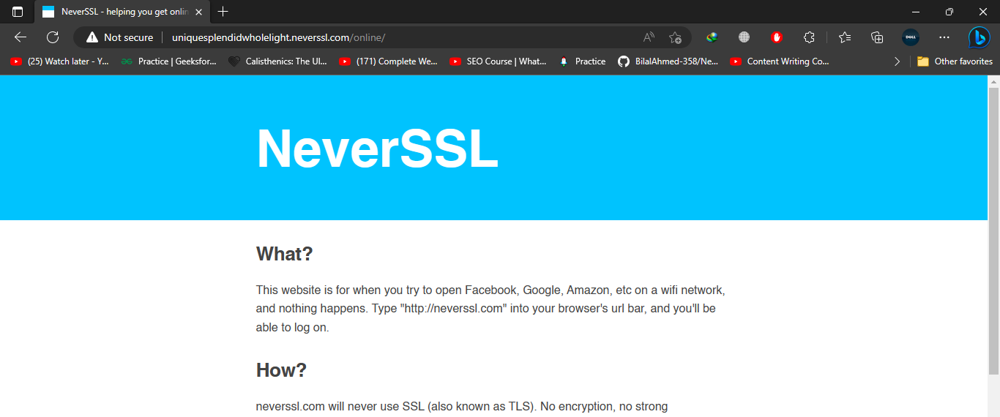 NeverSSL - helping you get onlin
Not secure
uniquesplendidwholelight.neverssl.com/online/
(25) Watch later - Y...
Practice | Geeksfor...
Calisthenics: The Ul...
(171) Complete We...
SEO Course | What...
Practice
BilalAhmed-358/Ne...
Content Writing Co...
Other favorites
NeverSSL
What?
This website is for when you try to open Facebook, Google, Amazon, etc on a wifi network,
and nothing happens. Type "http://neverssl.com" into your browser's url bar, and you'll be
able to log on.
How?
neverssl.com will never use SSL (also known as TLS). No encryption, no strong